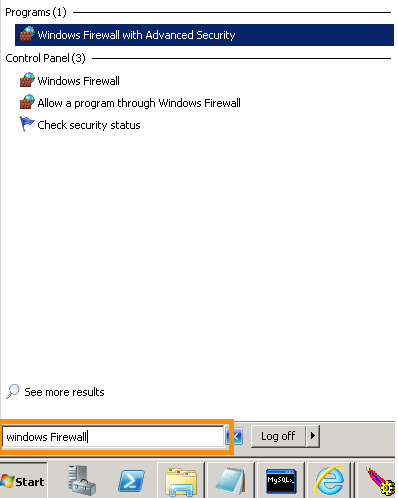 Programs (1)
Windows Firewall with Advanced Security
Control Panel (3)
Windows Firewall
Allow a program through Windows Firewall
Check security status
See more results
windows Firewall
Log off
Start
MySQL